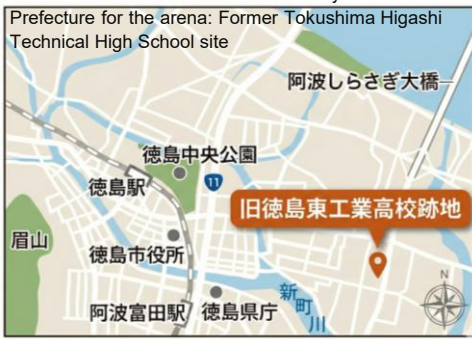 Prefecture for the arena: Former Tokushima Higashi
Technical High School site
阿波しらさぎ大橋
徳島中央公園
徳島駅
11
旧徳島東工業高校跡地
眉山
徳島市役所
N
新町川
阿波富田駅
徳島県庁